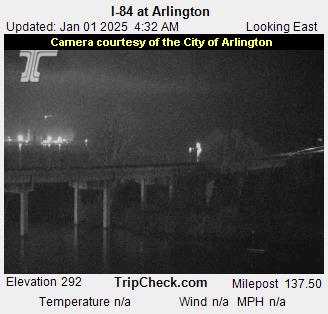 I-84 at Arlington
Updated: Jan 01 2025 4:32 AM Looking East
Camera courtesy of the City of Arlington
Elevation 292 TripCheck.com Milepost 137.50
Temperature n/a Wind n/a MPH n/a